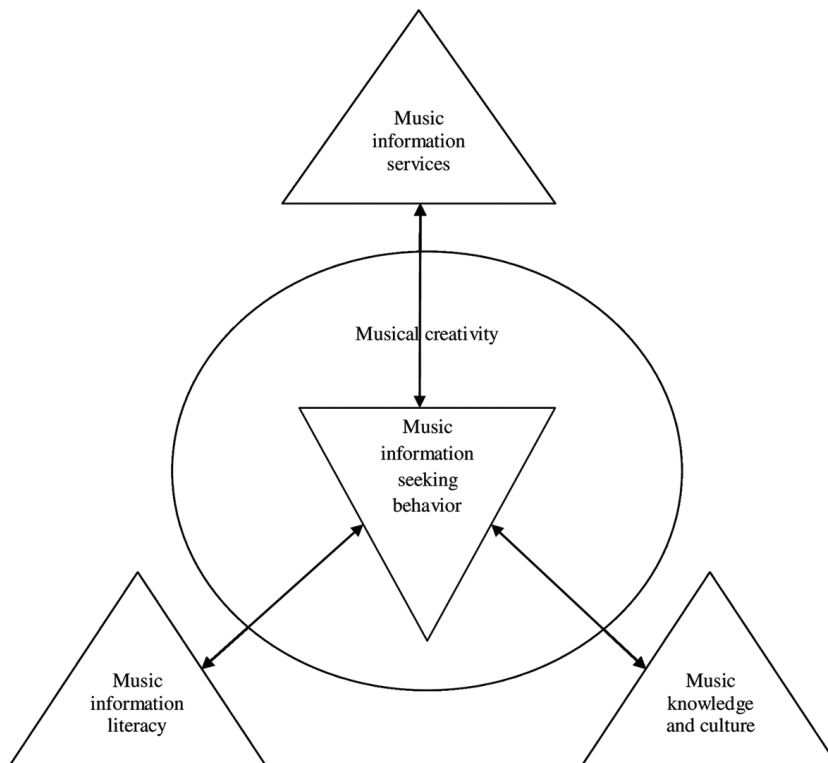 Music
information
services
Musical creativity
Music
information
seeking
behavior
Music
information
literacy
Music
knowledge
and culture